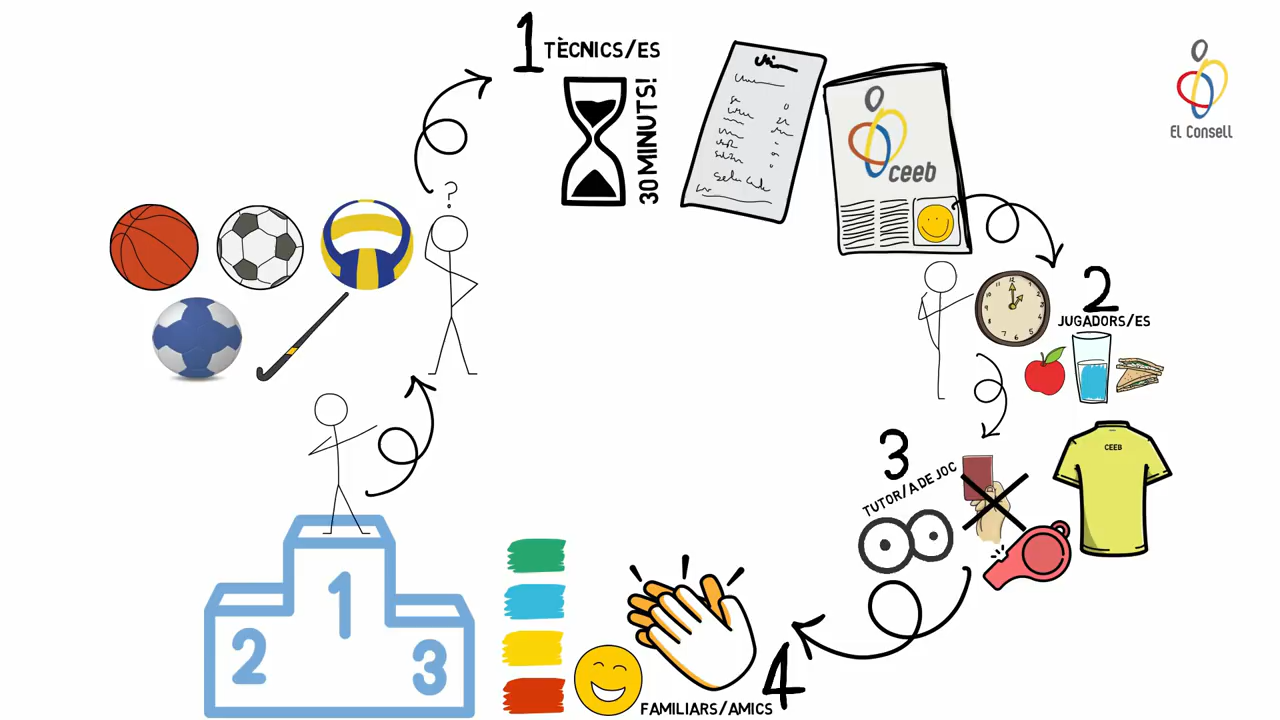 1
TÈCNICS/ES
30 MINUTS!
ceeb
El Consell
?
2
JUGADORS/ES
CEEB
3
TUTOR/A DE JOC
1
2
3
4
FAMILIARS/AMICS